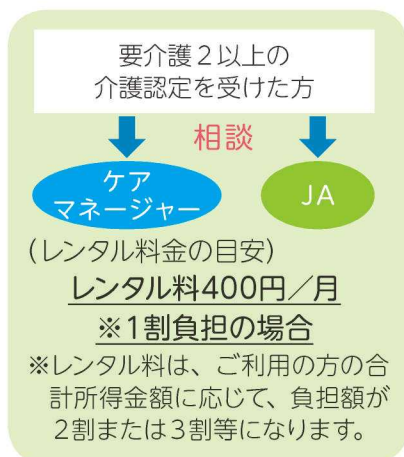 要介護２以上の
介護認定を受けた方
相談
ケア
マネージャー
JA
(レンタル料金の目安)
レンタル料400円／月
※1割負担の場合
※レンタル料は、ご利用の方の合
計所得金額に応じて、負担額が
２割または３割等になります。